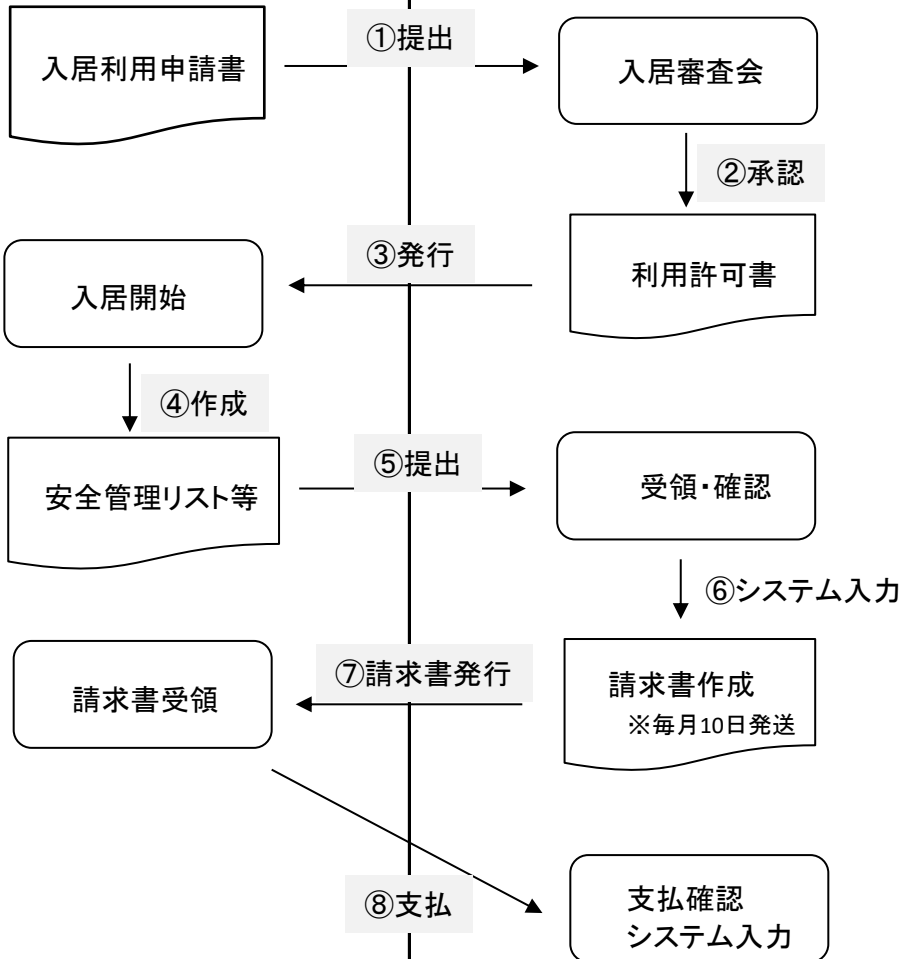 ①提出
入居利用申請書
入居審査会
②承認
③発行
利用許可書
入居開始
④作成
⑤提出
安全管理リスト等
受領・確認
⑥システム入力
⑦請求書発行
請求書受領
請求書作成
※毎月10日発送
⑧支払
支払確認
システム入力